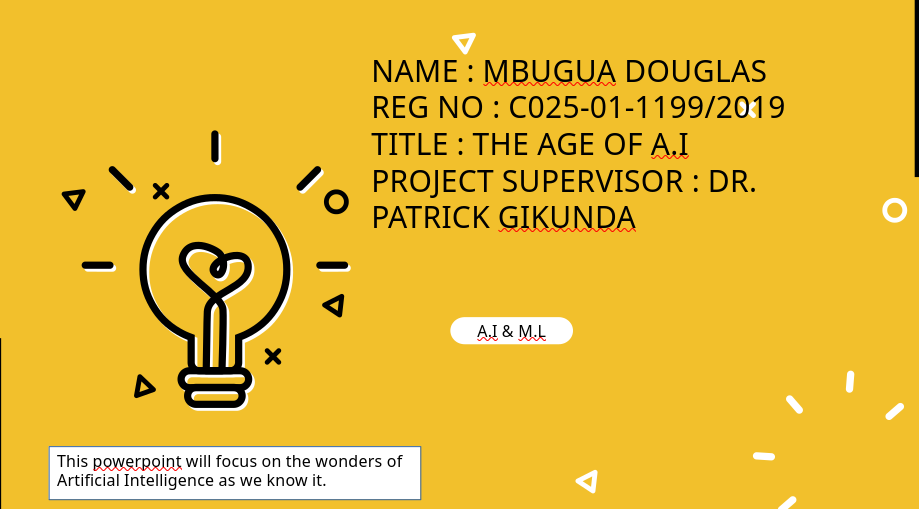 NAME : MBUGUA DOUGLAS
REG NO : C025-01-1199/2019
TITLE : THE AGE OF A.I
PROJECT SUPERVISOR : DR.
PATRICK GIKUNDA
A.I & M.L
This powerpoint will focus on the wonders of
Artificial Intelligence as we know it.